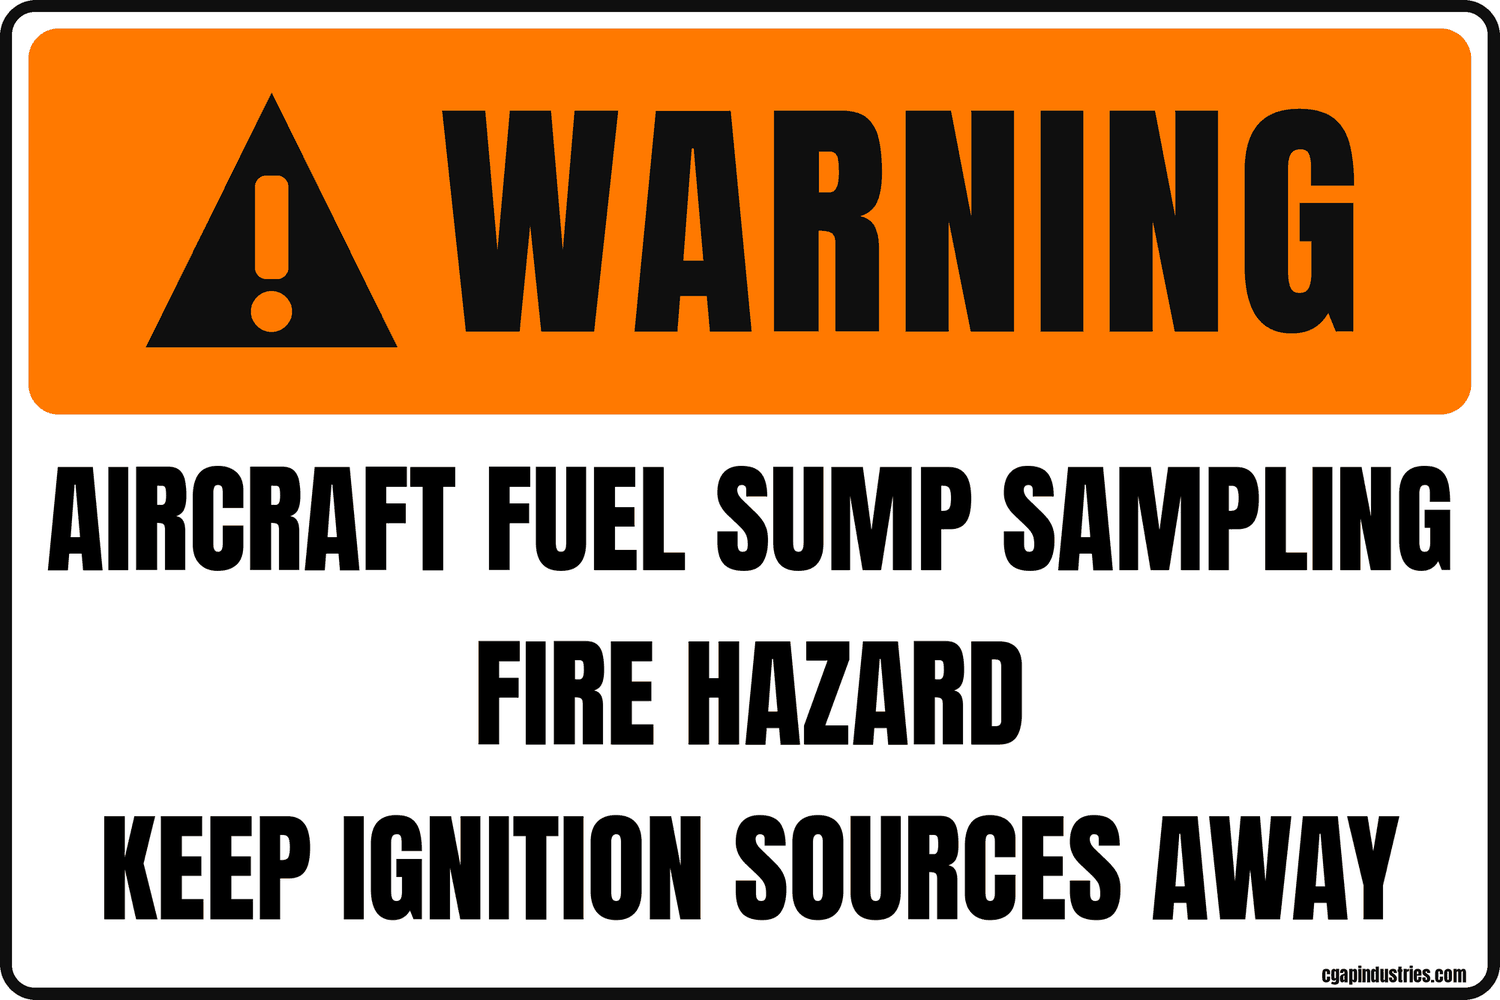 WARNING
AIRCRAFT FUEL SUMP SAMPLING
FIRE HAZARD
KEEP IGNITION SOURCES AWAY
cgapindustries.com